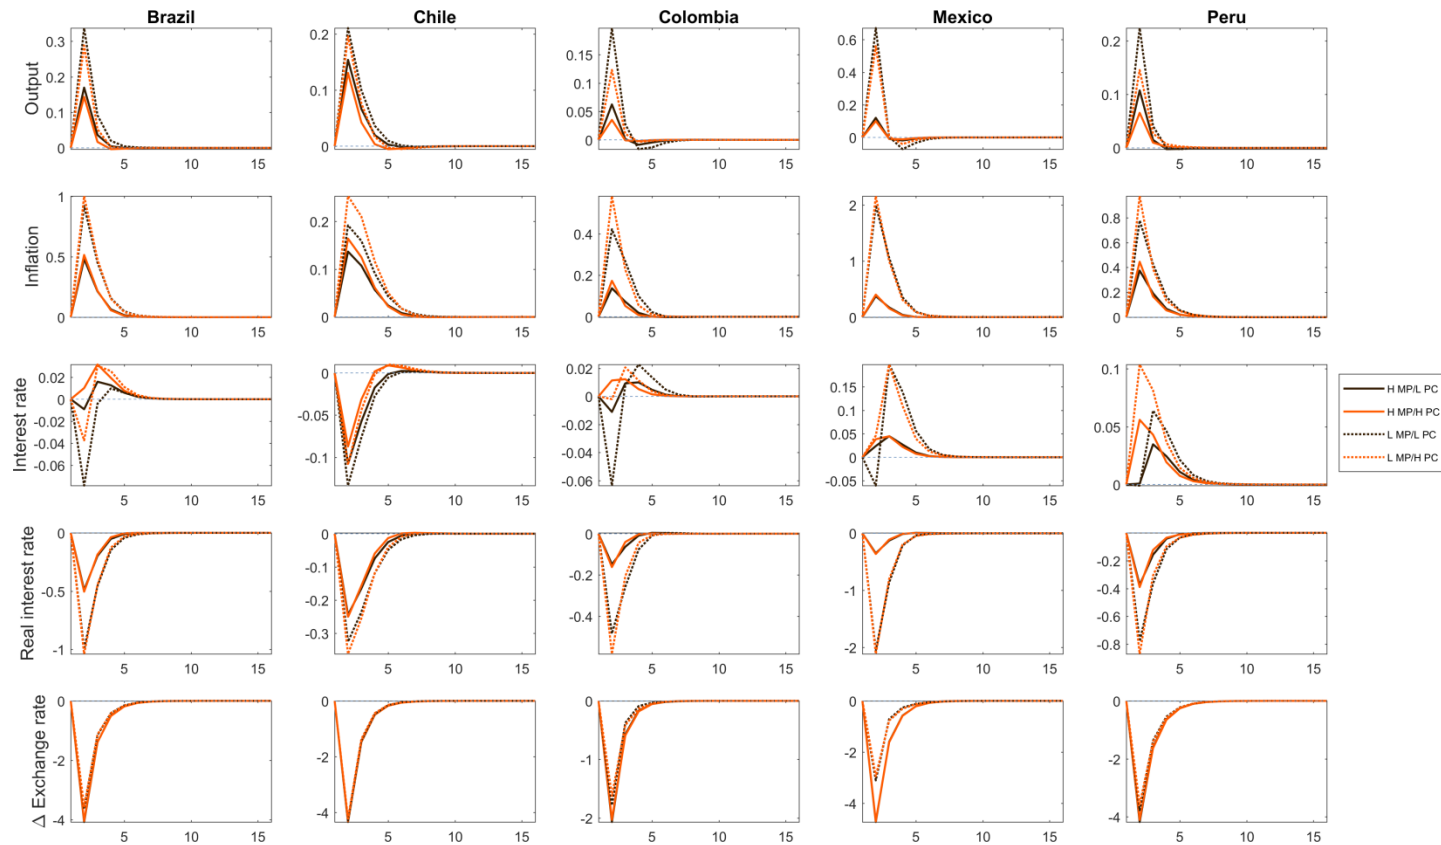 Brazil Chile Colombia Mexico Peru
Output
0.3 0.2 0.1 0
0.2 0.1 0
0.15 0.1 0.05 0
0.6 0.4 0.2 0
0.2 0.1 0
5 10 15 5 10 15 5 10 15 5 10 15 5 10 15
Inflation
1 0.5 0
0.2 0.1 0
0.4 0.2 0
2 1 0
0.8 0.6 0.4 0.2 0
5 10 15 5 10 15 5 10 15 5 10 15 5 10 15
Interest rate
0.02 0 -0.02 -0.04 -0.06
0 -0.05 -0.1
0.02 0 -0.02 -0.04 -0.06
0.15 0.1 0.05 0 -0.05
0.1 0.05 0
5 10 15 5 10 15 5 10 15 5 10 15 5 10 15
H MP/L PC
H MP/H PC
L MP/L PC
L MP/H PC
Real interest rate
0 -0.5 -1
0 -0.1 -0.2 -0.3
0 -0.2 -0.4
0 -1 -2
0 -0.2 -0.4 -0.6 -0.8
5 10 15 5 10 15 5 10 15 5 10 15 5 10 15
Δ Exchange rate
0 -2 -4
0 -2 -4
0 -1 -2
0 -2 -4
0 -2 -4
5 10 15 5 10 15 5 10 15 5 10 15 5 10 15